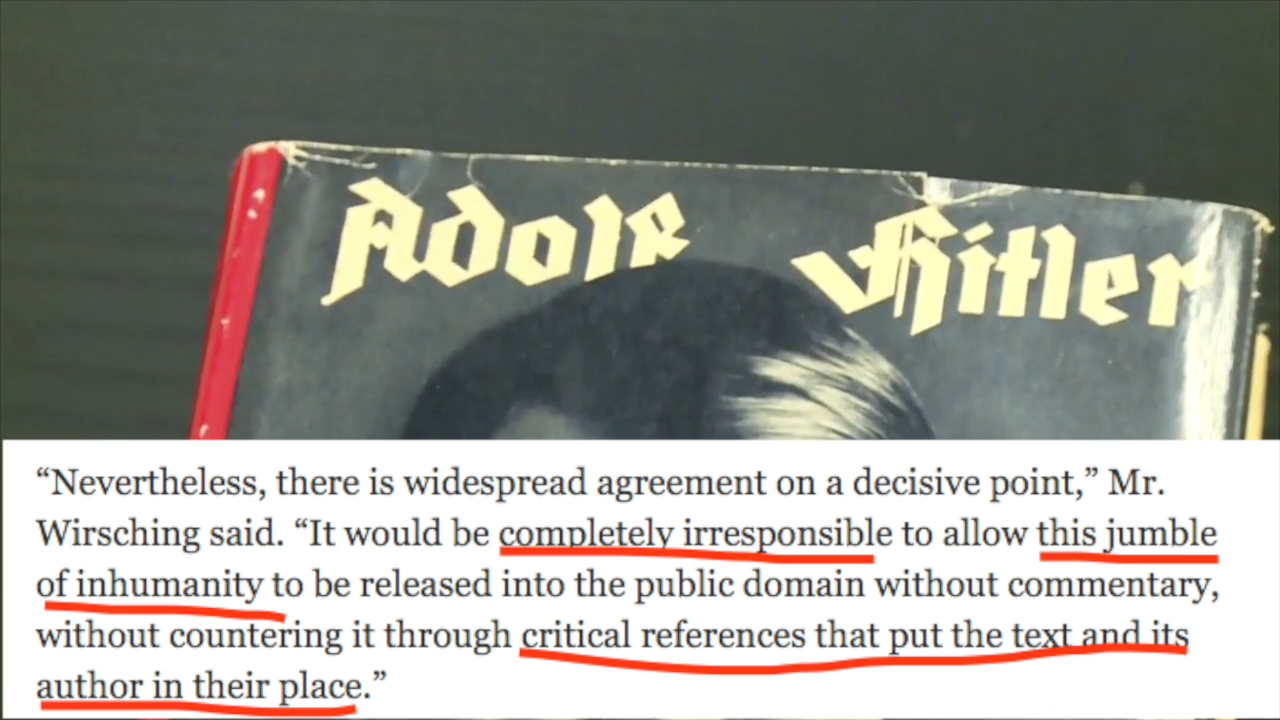 Adolf Hitler
“Nevertheless, there is widespread agreement on a decisive point,” Mr.
Wirsching said. “It would be completely irresponsible to allow this jumble
of inhumanity to be released into the public domain without commentary,
without countering it through critical references that put the text and its
author in their place.”